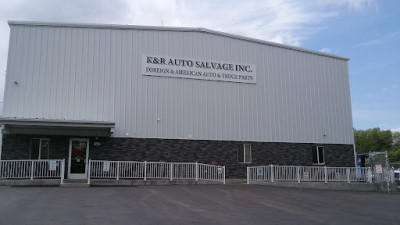 K&R AUTO SALVAGE INC.
FOREIGN & AMERICAN AUTO & TRUCK PARTS